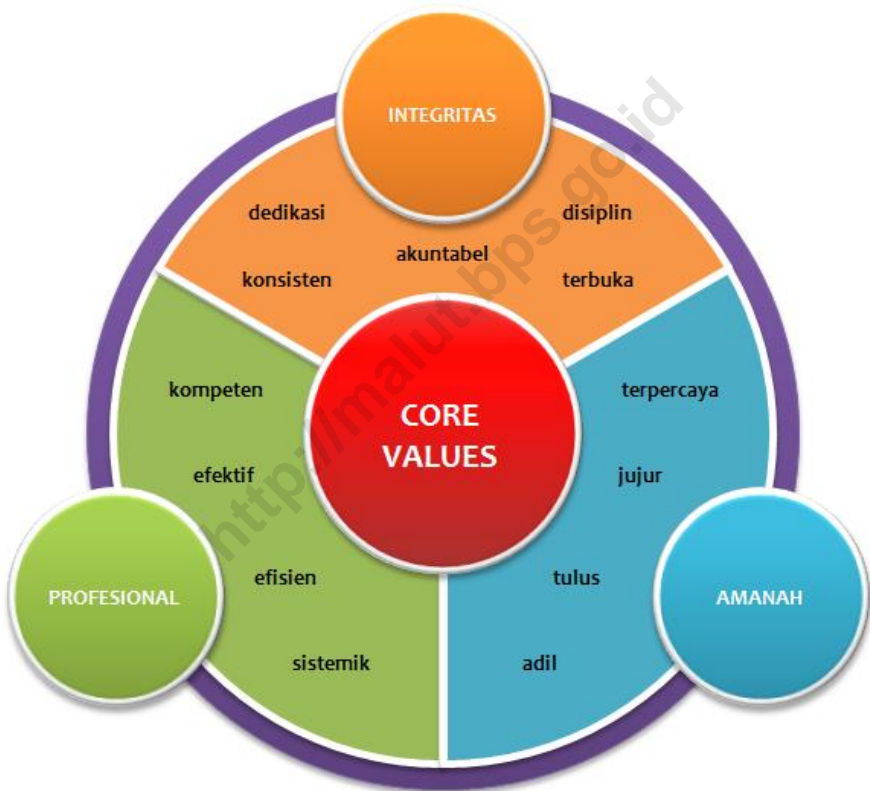 INTEGRITAS
dedikasi
disiplin
akuntabel
konsisten
terbuka
kompeten
terpercaya
CORE
VALUES
efektif
jujur
efisien
tulus
PROFESIONAL
AMANAH
sistemik
adil
http://malut.bps.go.id